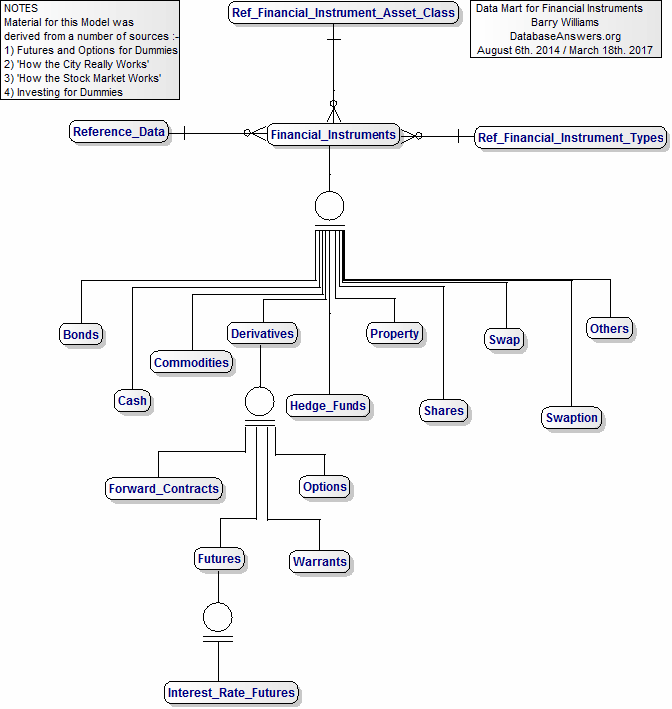 NOTES
Material for this Model was
derived from a number of sources :-
1) Futures and Options for Dummies
2) 'How the City Really Works'
3) 'How the Stock Market Works'
4) Investing for Dummies
Ref_Financial_Instrument_Asset_Class
Data Mart for Financial Instruments
Barry Williams
DatabaseAnswers.org
August 6th. 2014 / March 18th. 2017
Reference_Data
Financial_Instruments
Ref_Financial_Instrument_Types
Bonds
Cash
Commodities
Derivatives
Hedge_Funds
Property
Shares
Swap
Swaption
Others
Forward_Contracts
Options
Futures
Warrants
Interest_Rate_Futures